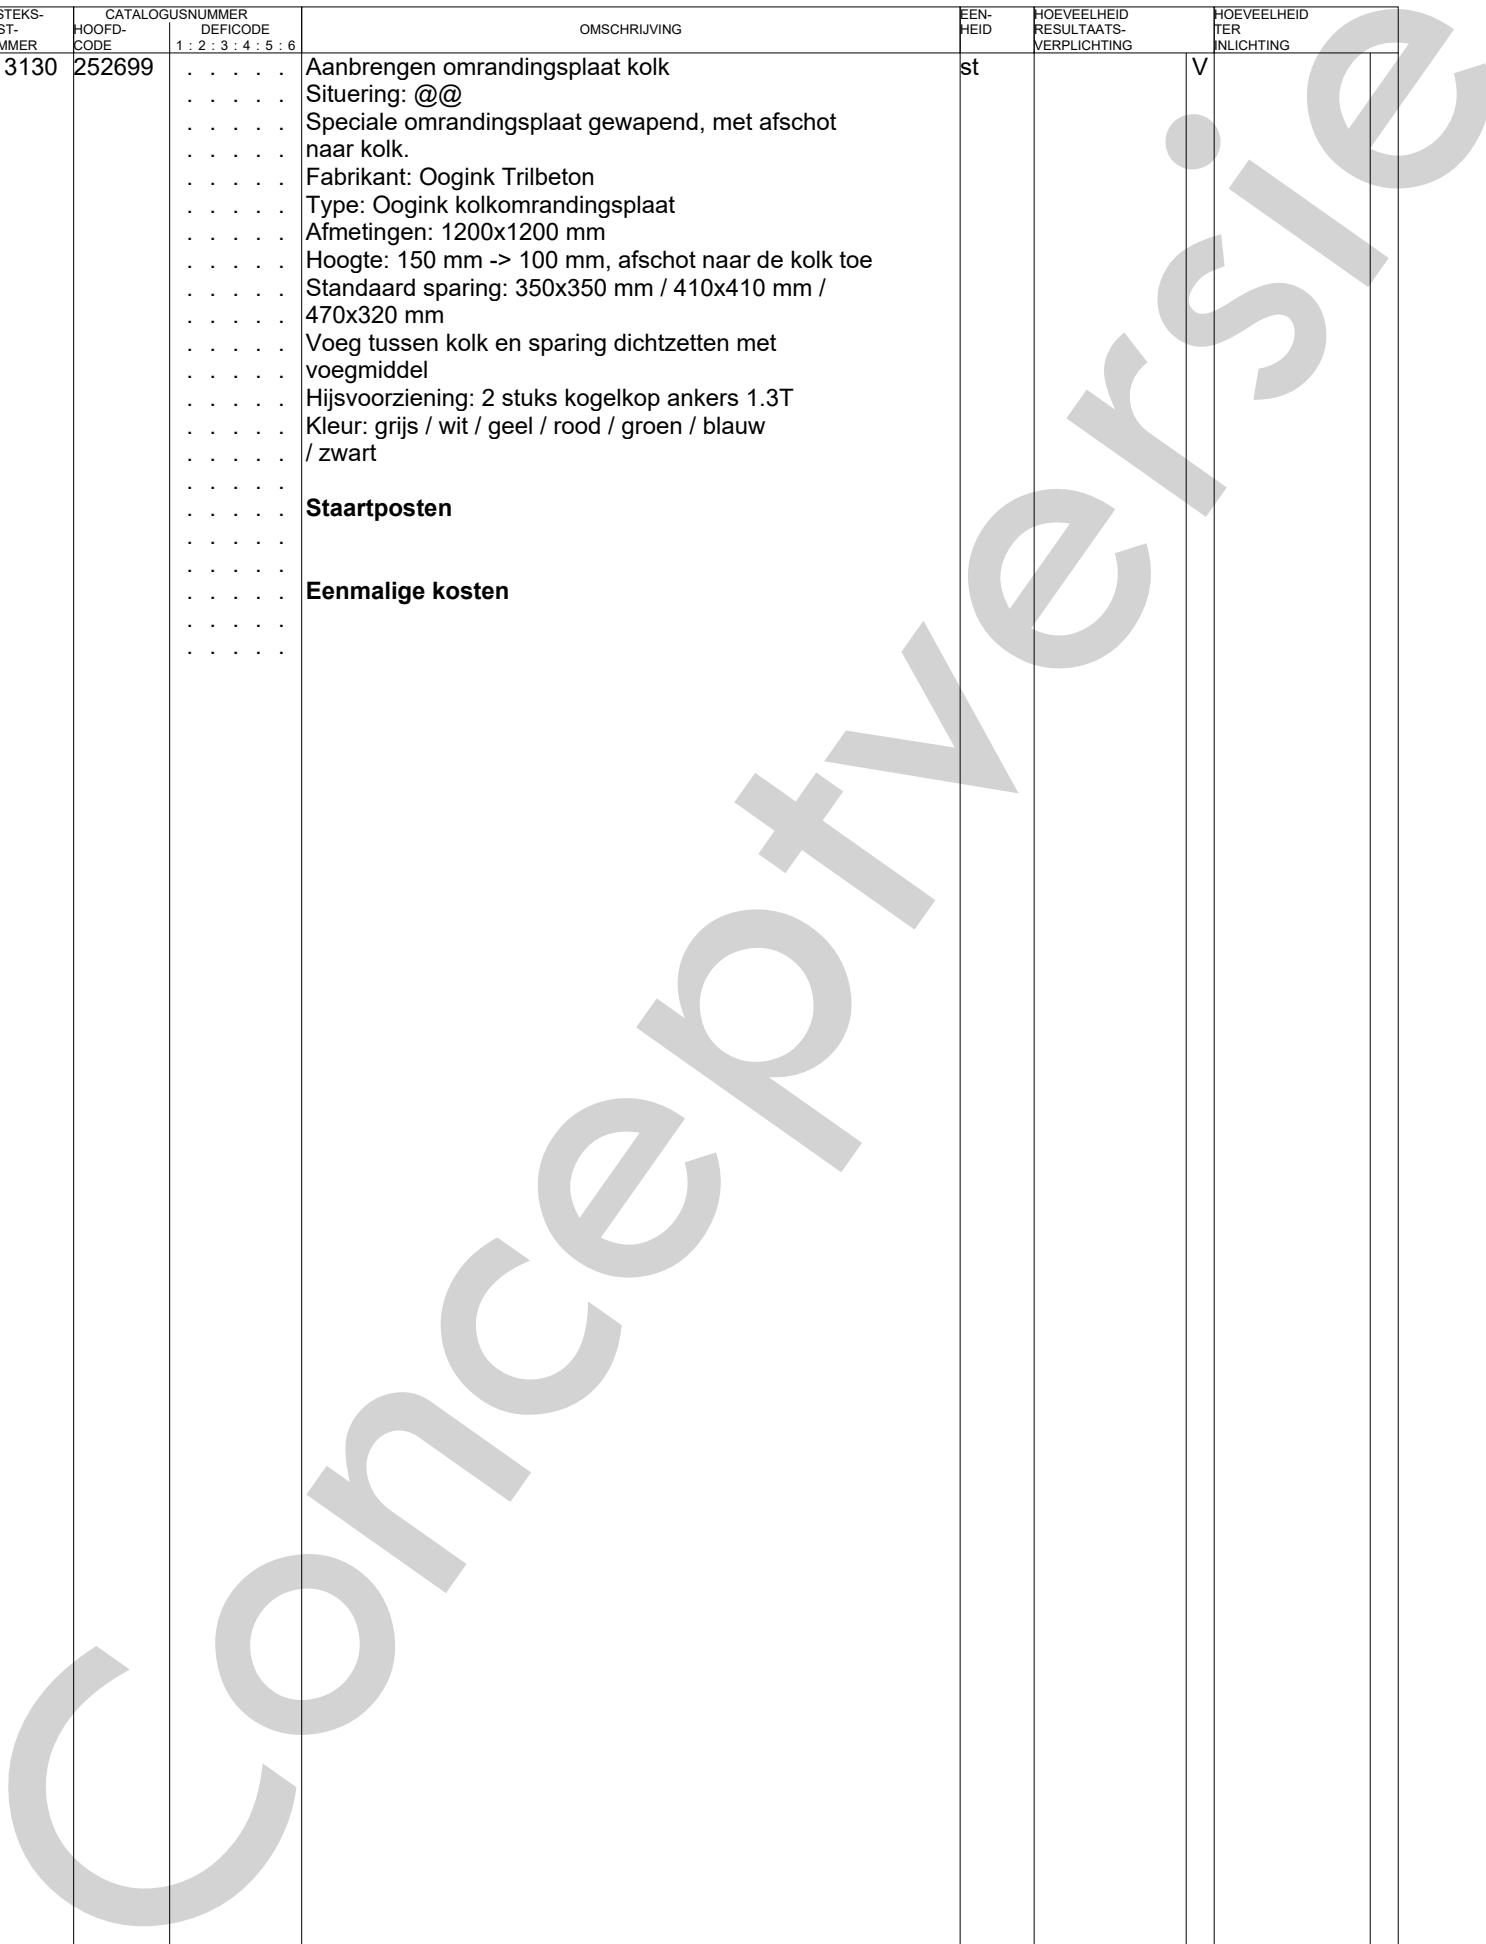 STEKS- CATALOGUSNUMMER EEN- HOEVEELHEID HOEVEELHEID
ST- HOOFD- DEFICODE OMSCHRIJVING HEID RESULTAATS- TER
MMER CODE 1 : 2 : 3 : 4 : 5 : 6 VERPLICHTING INLICHTING
3130 252699 . . . . . Aanbrengen omrandingsplaat kolk st V
. . . . . Situering: @@
. . . . . Speciale omrandingsplaat gewapend, met afschot
. . . . . naar kolk.
. . . . . Fabrikant: Oogink Trilbeton
. . . . . Type: Oogink kolkomrandingsplaat
. . . . . Afmetingen: 1200x1200 mm
. . . . . Hoogte: 150 mm -> 100 mm, afschot naar de kolk toe
. . . . . Standaard sparing: 350x350 mm / 410x410 mm /
. . . . . 470x320 mm
. . . . . Voeg tussen kolk en sparing dichtzetten met
. . . . . voegmiddel
. . . . . Hijsvoorziening: 2 stuks kogelkop ankers 1.3T
. . . . . Kleur: grijs / wit / geel / rood / groen / blauw
. . . . . / zwart
. . . . .
. . . . . Staartposten
. . . . .
. . . . .
. . . . . Eenmalige kosten
. . . . .
. . . . .
Conceptversie